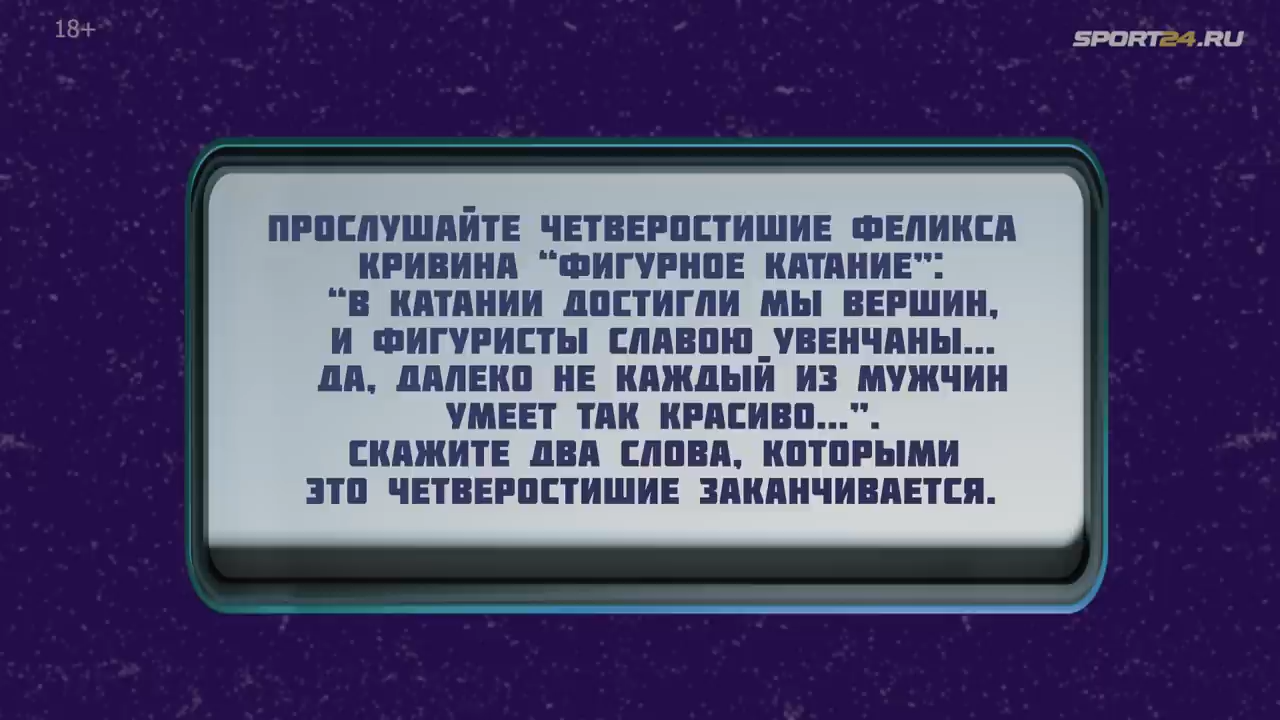 18+
SPORT24.RU
ПРОСЛУШАЙТЕ ЧЕТВЕРОСТИШИЕ ФЕЛИКСА
КРИВИНА “ФИГУРНОЕ КАТАНИЕ”:
“В КАТАНИИ ДОСТИГЛИ МЫ ВЕРШИН,
И ФИГУРИСТЫ СЛАВОЮ УВЕНЧАНЫ...
ДА, ДАЛЕКО НЕ КАЖДЫЙ ИЗ МУЖЧИН
УМЕЕТ ТАК КРАСИВО...”.
СКАЖИТЕ ДВА СЛОВА, КОТОРЫМИ
ЭТО ЧЕТВЕРОСТИШИЕ ЗАКАНЧИВАЕТСЯ.